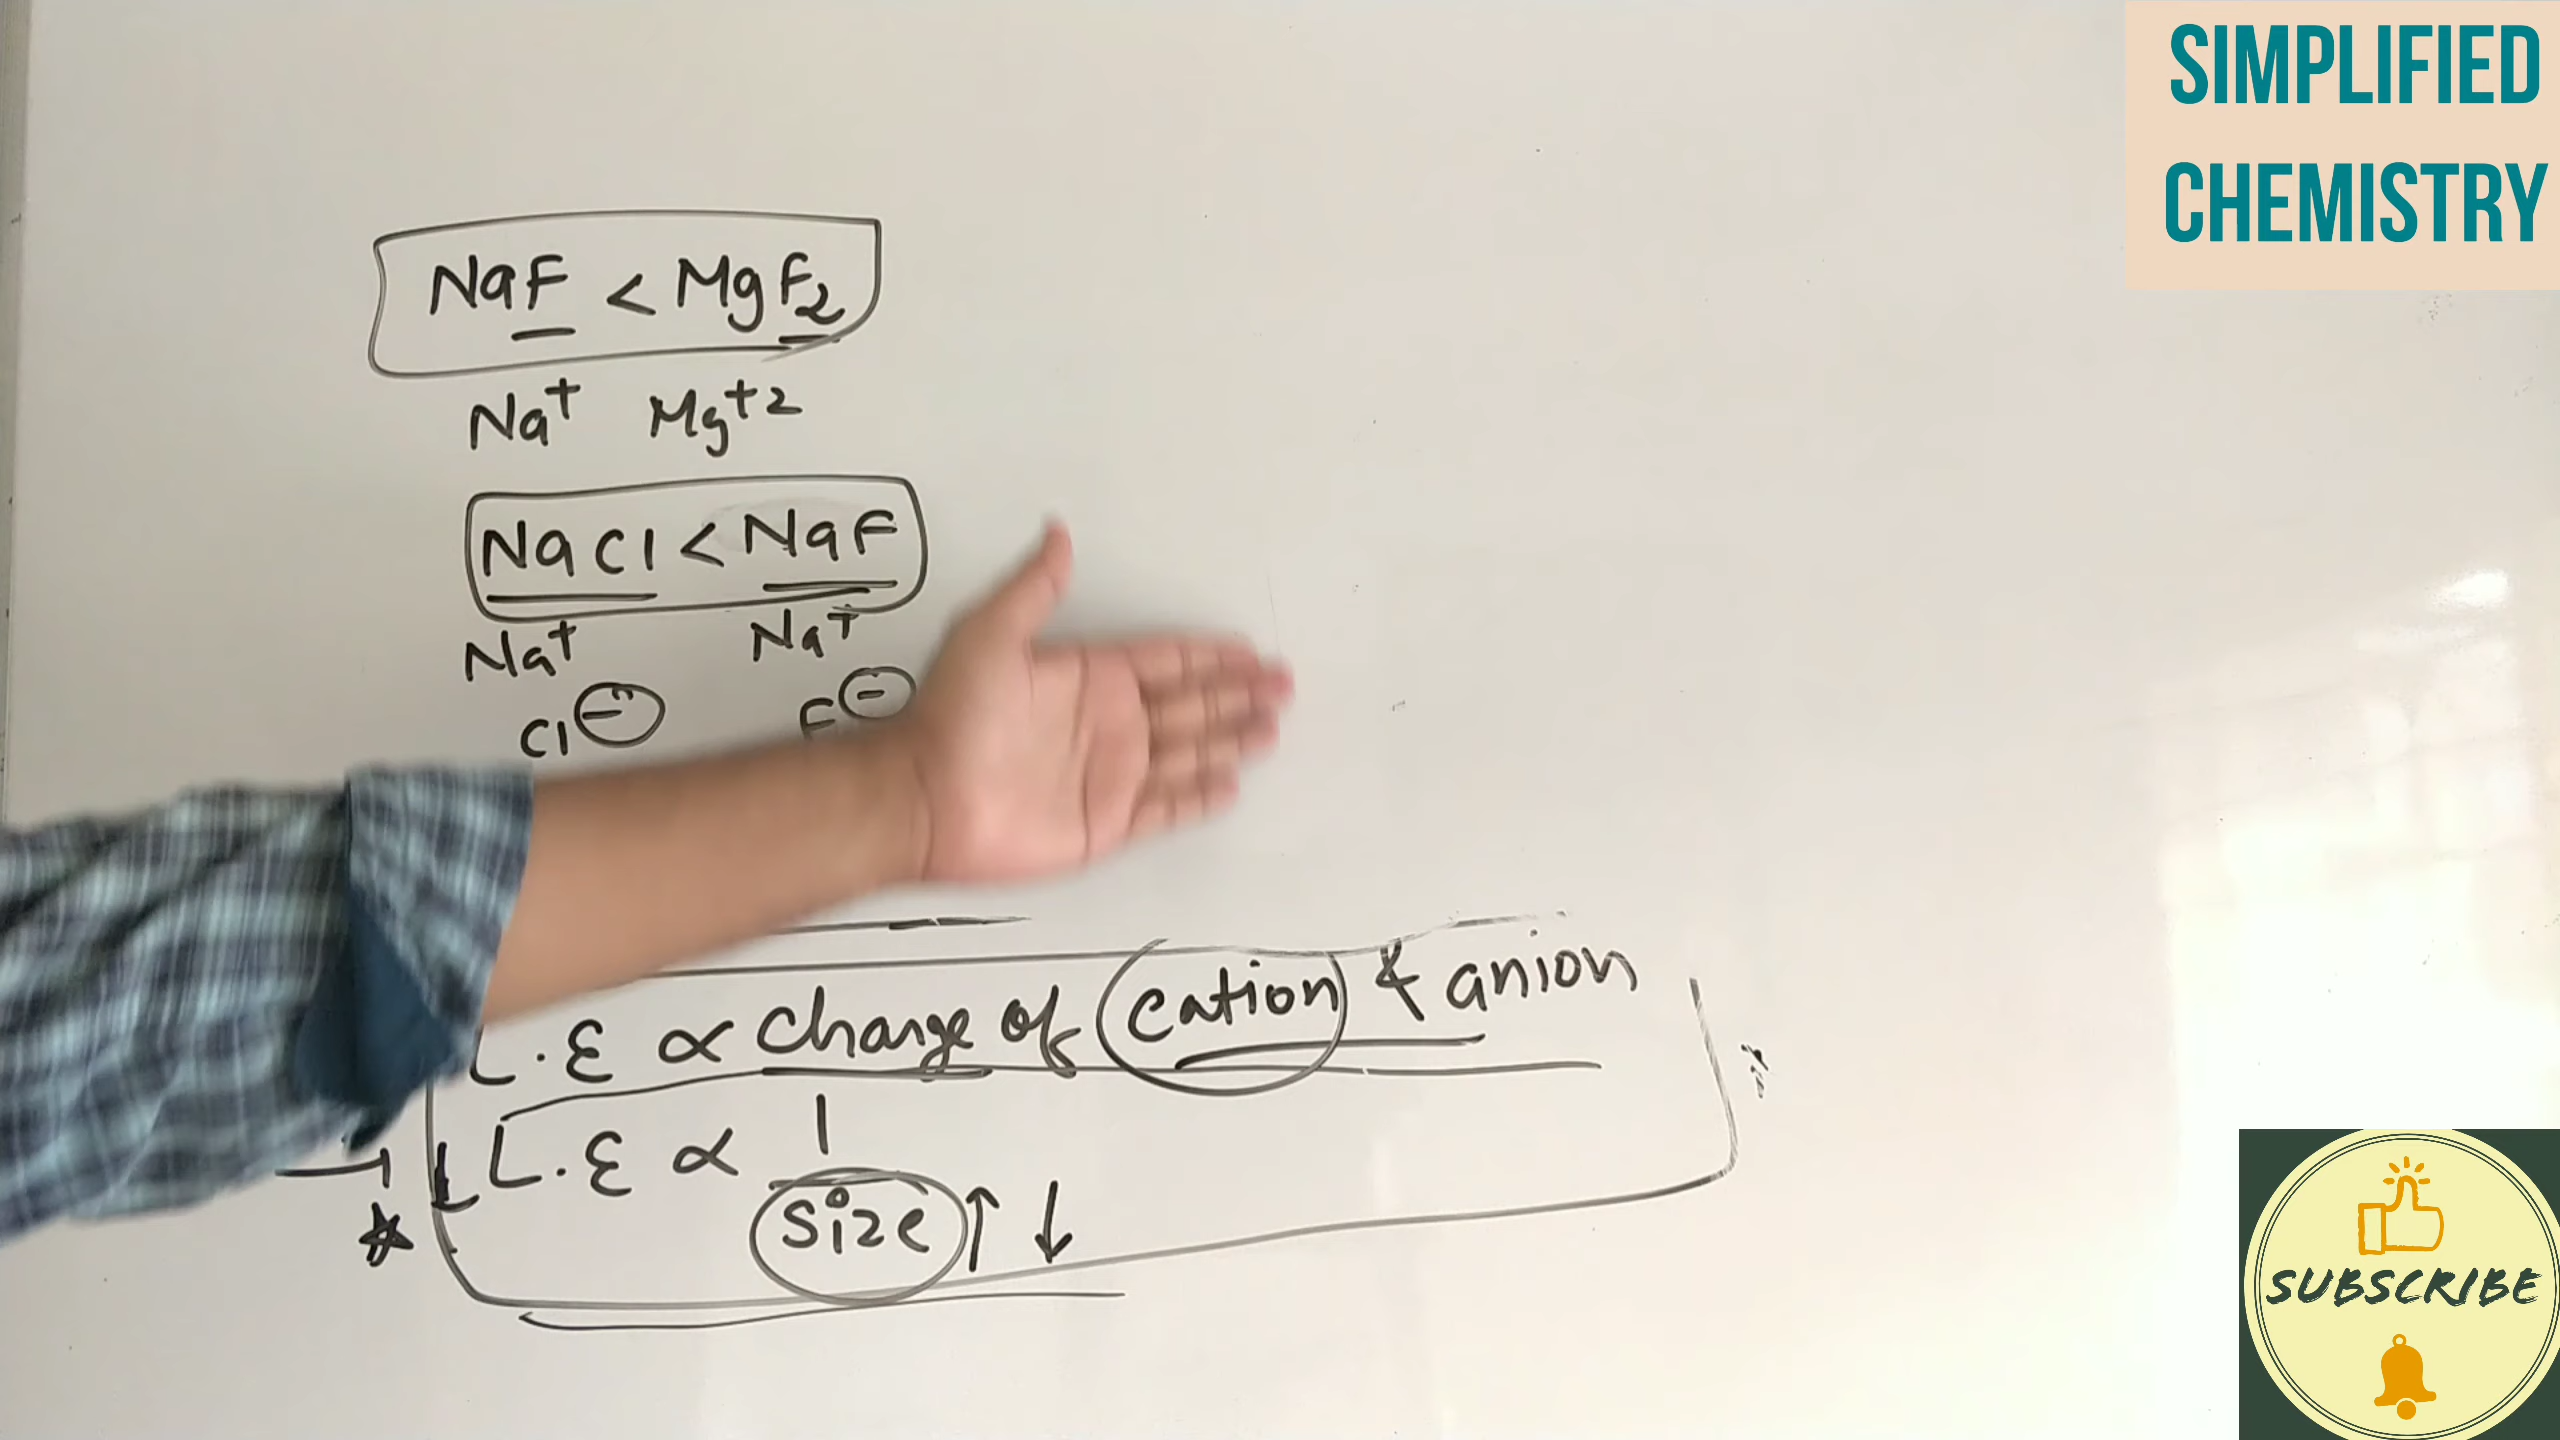 SIMPLIFIED
CHEMISTRY
NaF < MgF₂
Na⁺ Mg⁺²
NaCl < NaF
Na⁺ Na⁺
Cl⁻ F⁻
L.E ∝ charge of cation & anion
L.E ∝ 1
size ↑ ↓
SUBSCRIBE